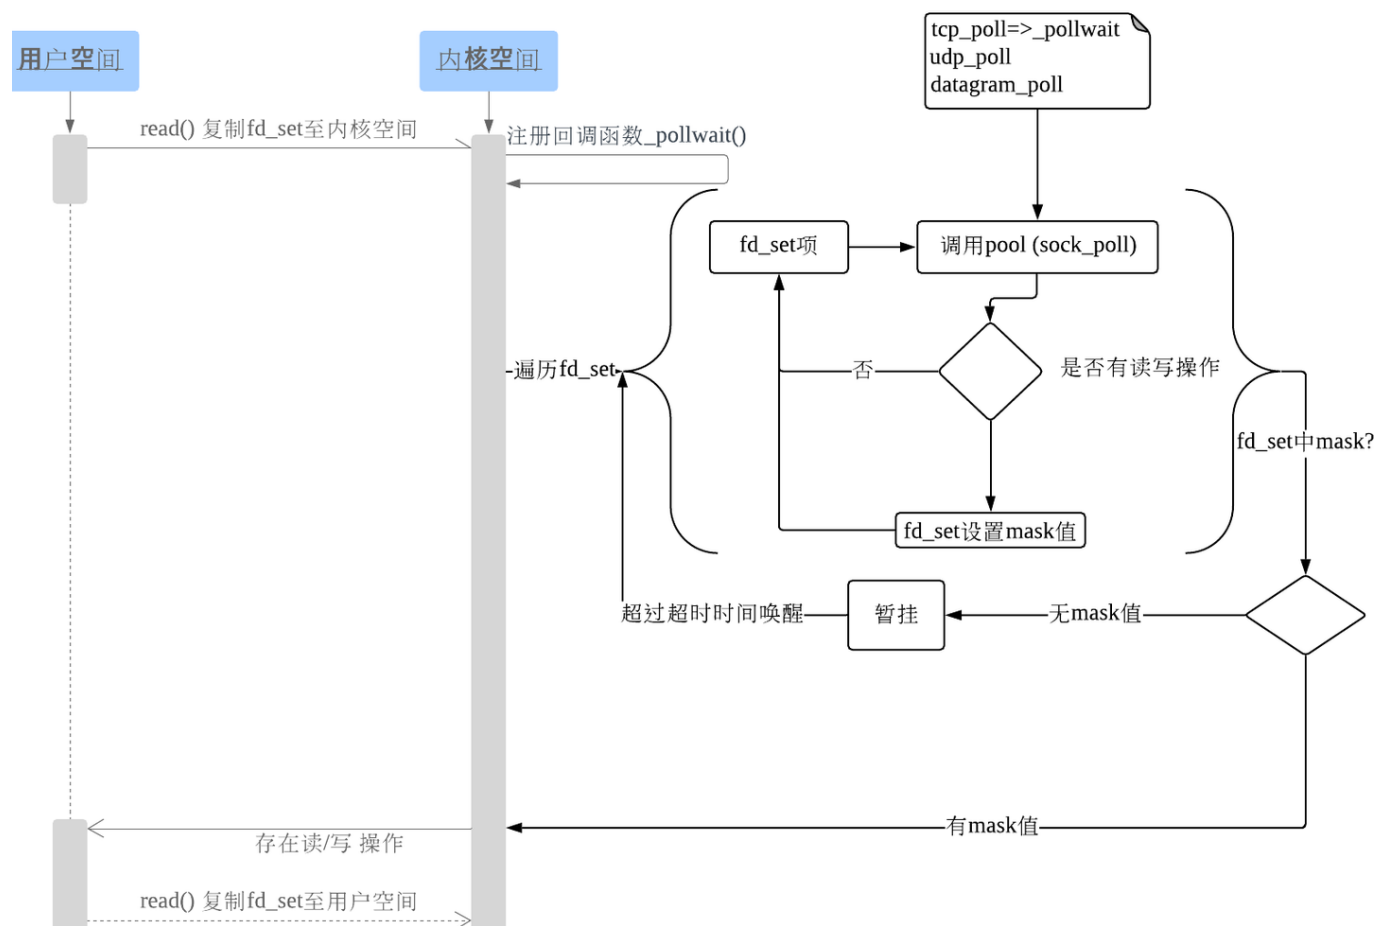 用户空间
内核空间
tcp_poll=>_pollwait
udp_poll
datagram_poll
read() 复制fd_set至内核空间
注册回调函数_pollwait()
fd_set项
调用pool (sock_poll)
遍历fd_set
否
是否有读写操作
fd_set中mask?
fd_set设置mask值
超过超时时间唤醒
暂挂
无mask值
有mask值
存在读/写 操作
read() 复制fd_set至用户空间